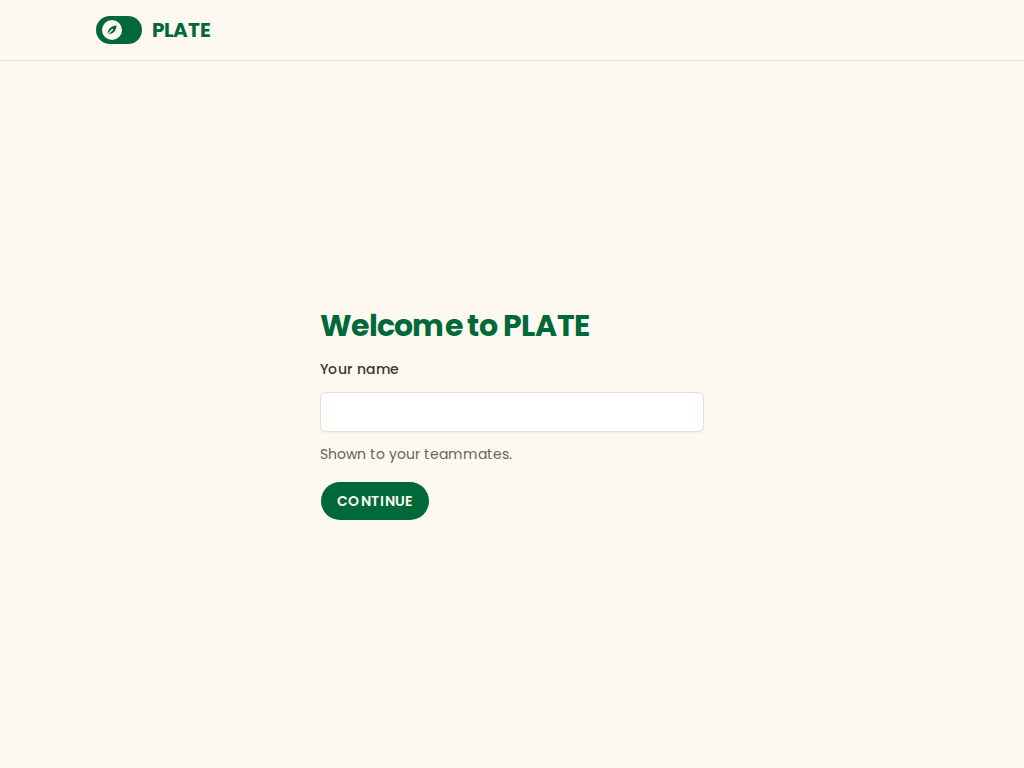 PLATE
Welcome to PLATE
Your name
Shown to your teammates.
CONTINUE